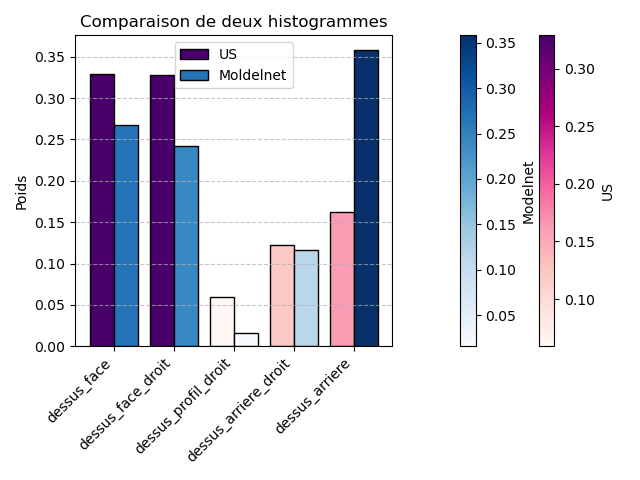 Comparaison de deux histogrammes
US
Moldelnet
Poids
0.35
0.30
0.25
0.20
0.15
0.10
0.05
0.00
dessus_face
dessus_face_droit
dessus_profil_droit
dessus_arriere_droit
dessus_arriere
0.35
0.30
0.25
0.20
0.15
0.10
0.05
Modelnet
0.30
0.25
0.20
0.15
0.10
US